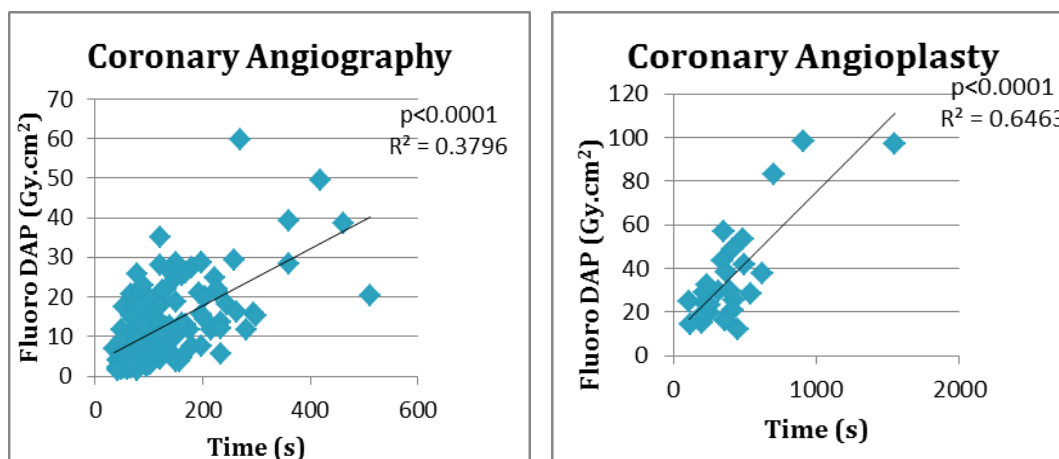 Coronary Angiography
p<0.0001
R² = 0.3796
70
60
50
40
30
20
10
0
Fluoro DAP (Gy.cm²)
0 200 400 600
Time (s)
Coronary Angioplasty
p<0.0001
R² = 0.6463
120
100
80
60
40
20
0
Fluoro DAP (Gy.cm²)
0 1000 2000
Time (s)